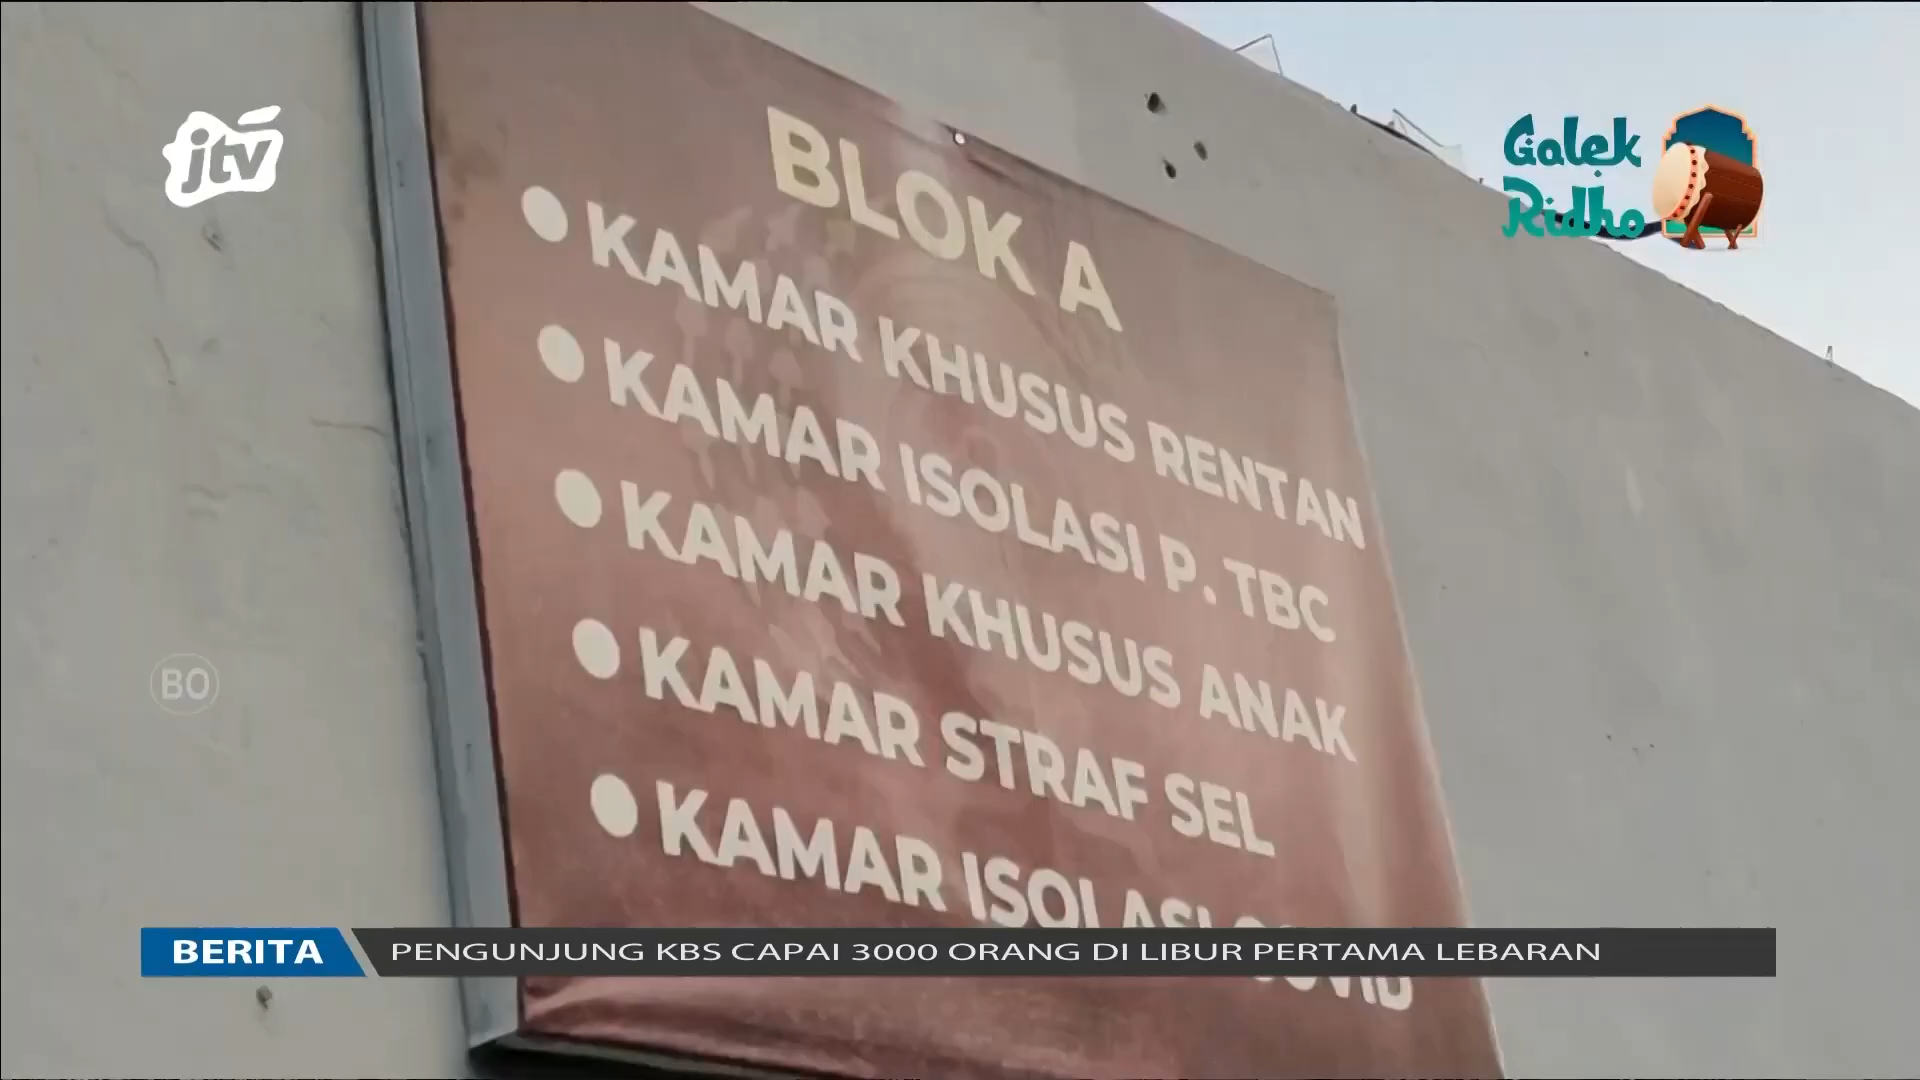 jtv
Galek
Ridho
BLOK A
• KAMAR KHUSUS RENTAN
• KAMAR ISOLASI P. TBC
• KAMAR KHUSUS ANAK
• KAMAR STRAF SEL
• KAMAR ISOLASI COVID
BO
BERITA
PENGUNJUNG KBS CAPAI 3000 ORANG DI LIBUR PERTAMA LEBARAN